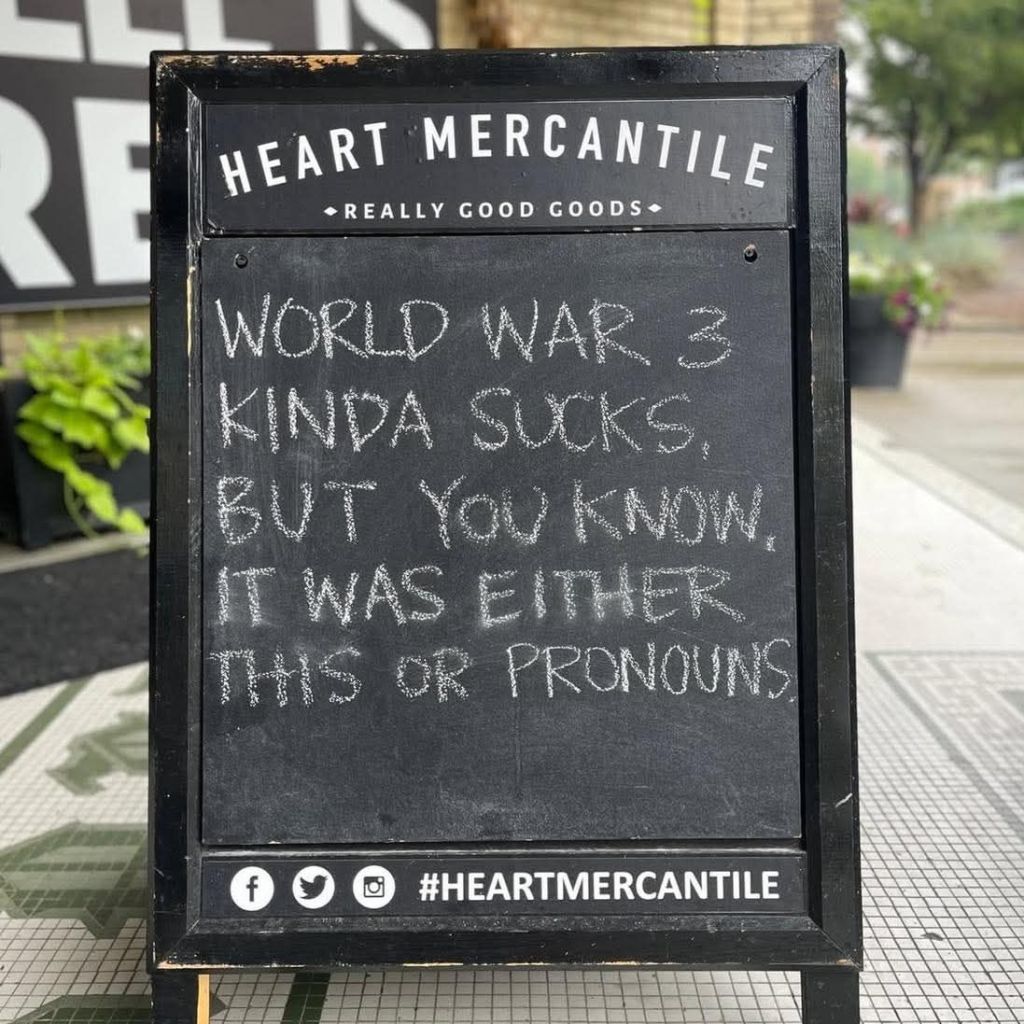 HEART MERCANTILE
REALLY GOOD GOODS
WORLD WAR 3
KINDA SUCKS,
BUT YOU KNOW,
IT WAS EITHER
THIS OR PRONOUNS.
#HEARTMERCANTILE